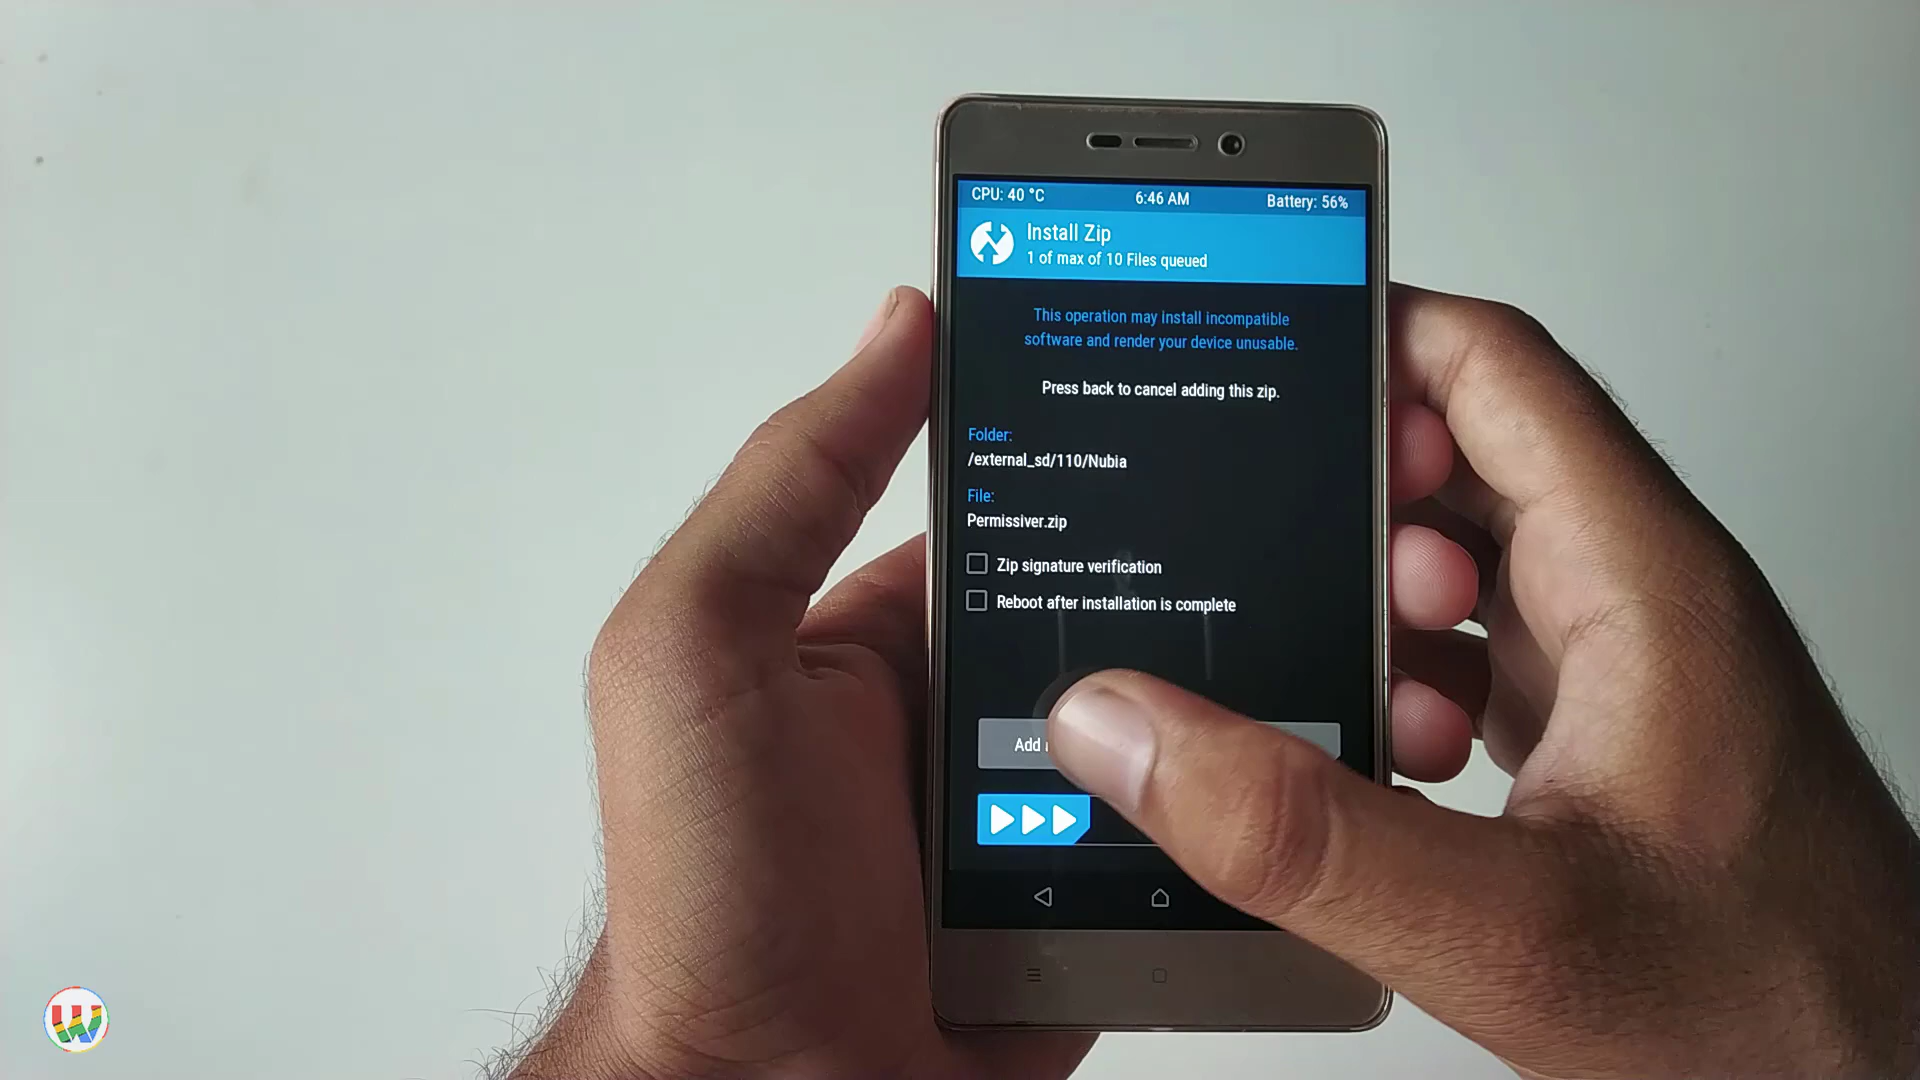 CPU: 40 °C 6:46 AM Battery: 56%
Install Zip
1 of max of 10 Files queued
This operation may install incompatible
software and render your device unusable.
Press back to cancel adding this zip.
Folder:
/external_sd/110/Nubia
File:
Permissiver.zip
Zip signature verification
Reboot after installation is complete
Add
W